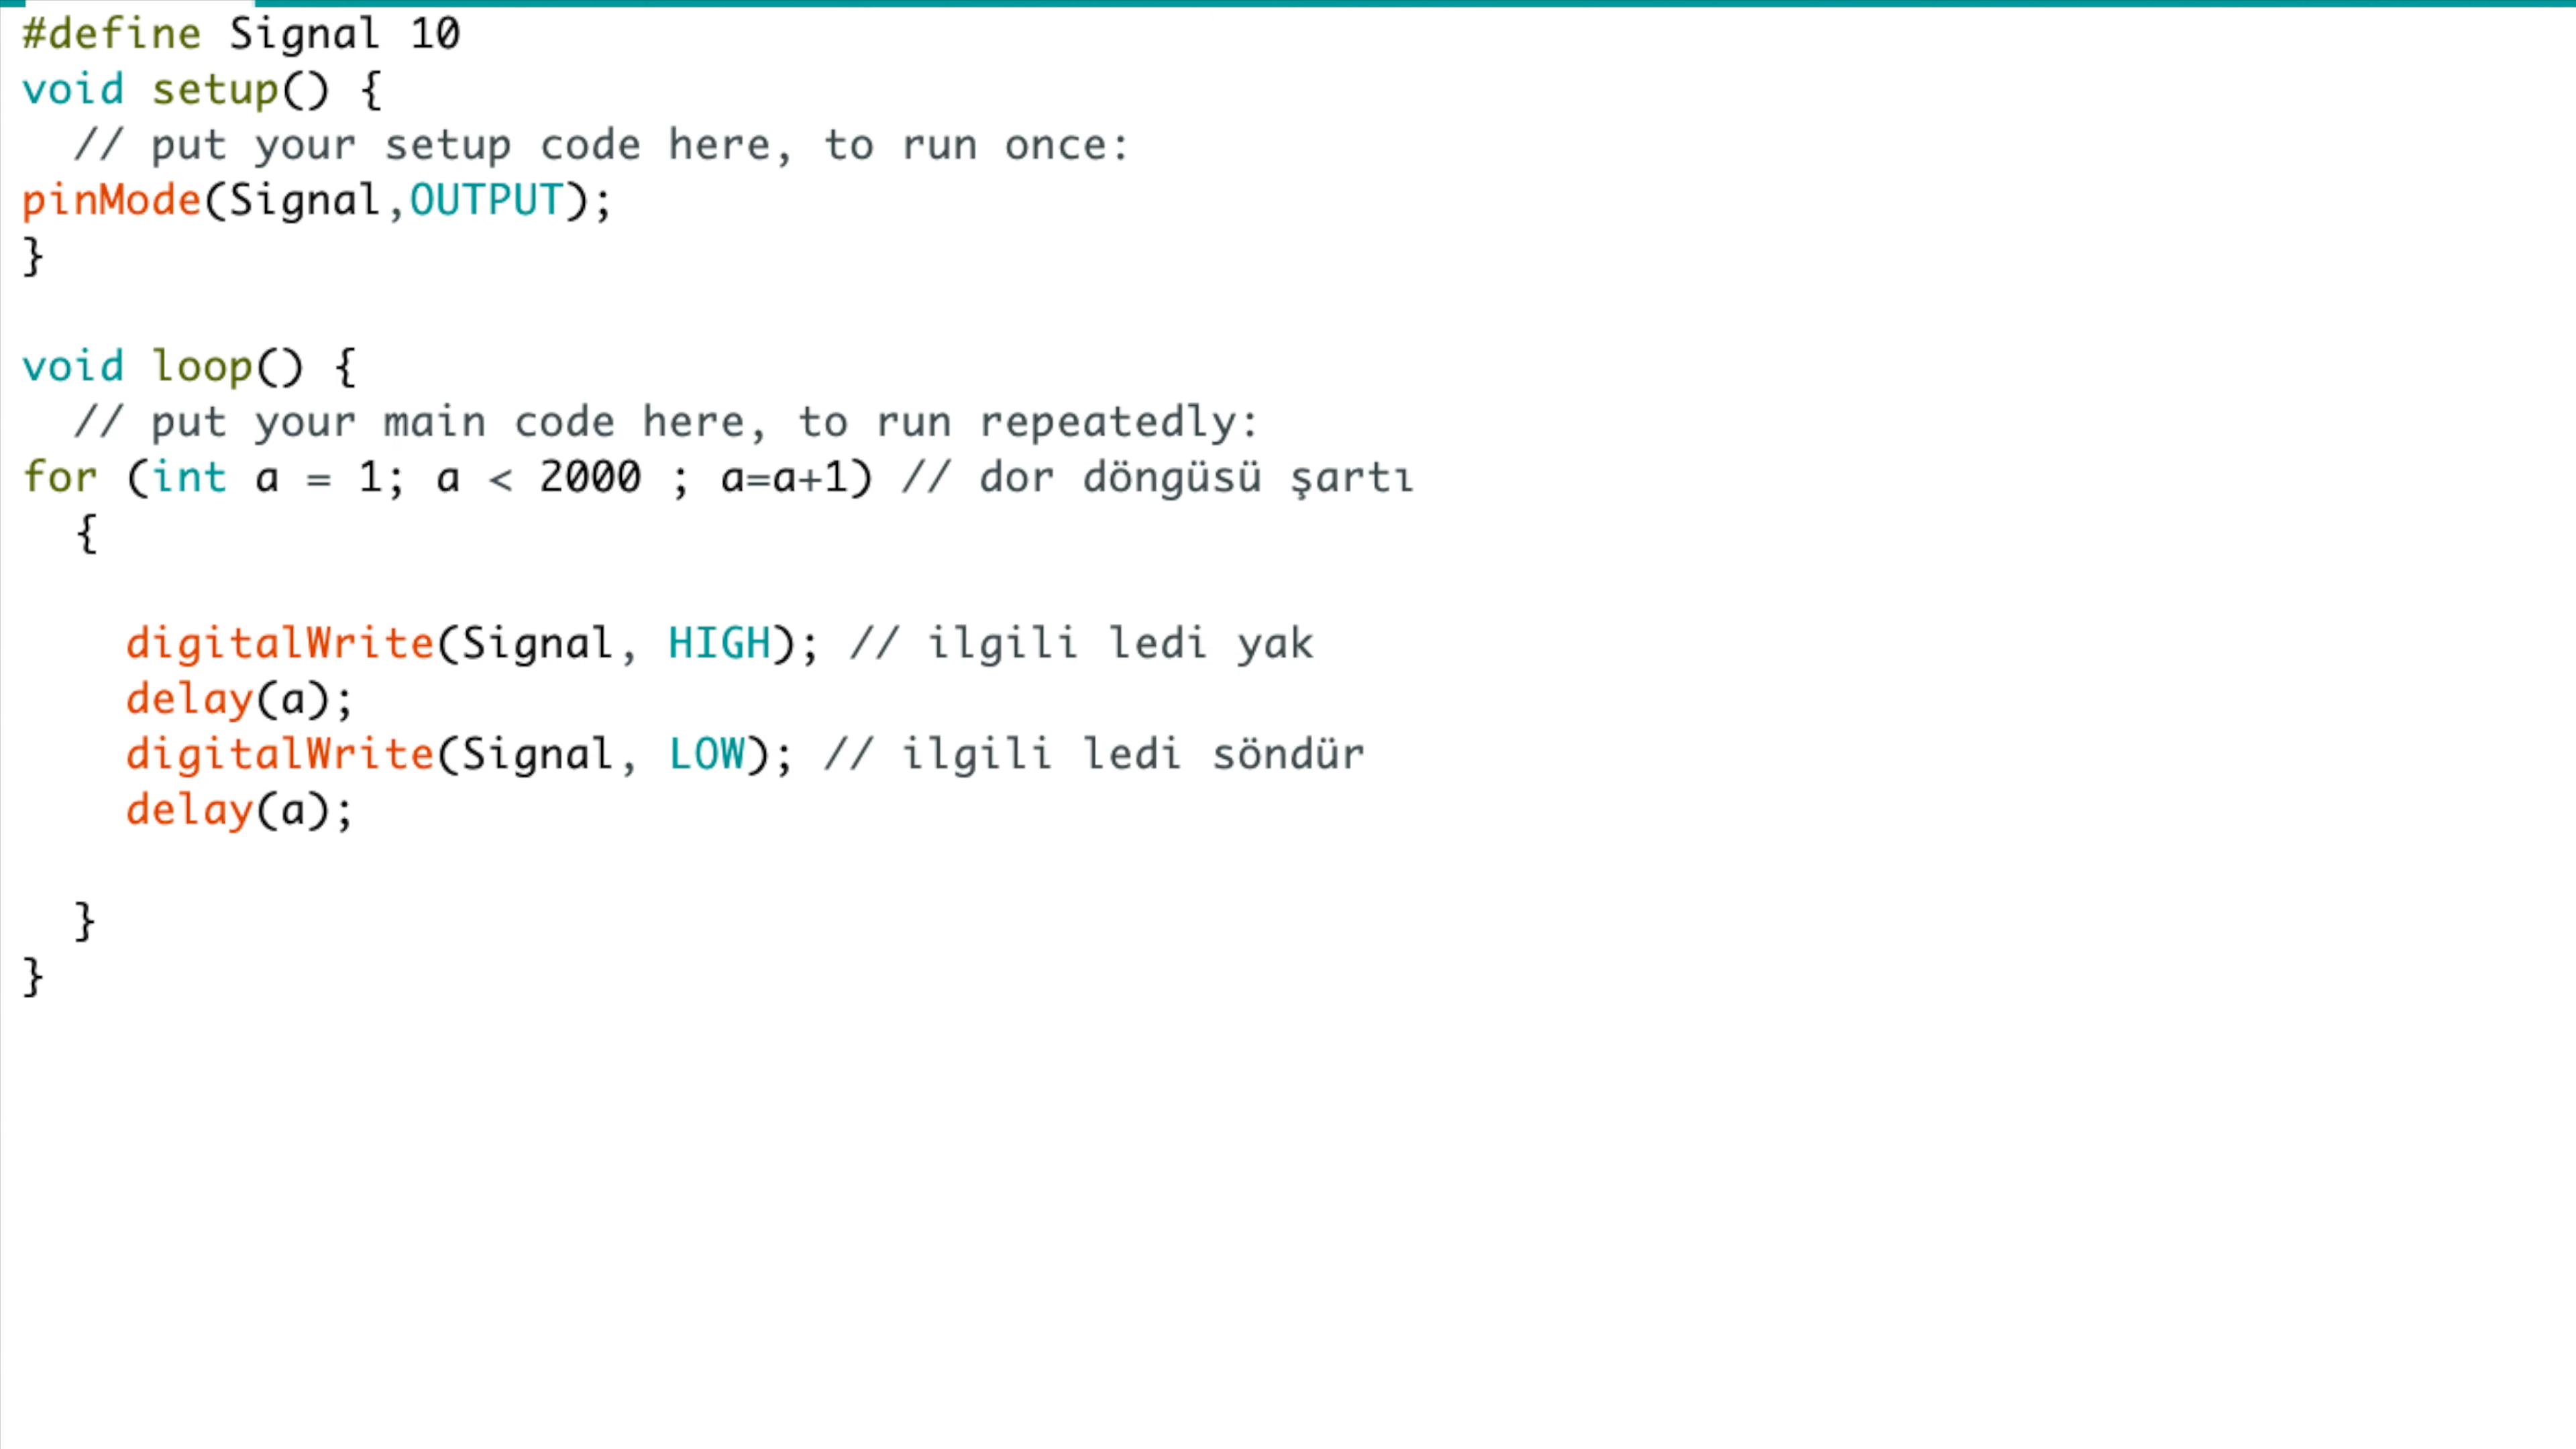 #define Signal 10
void setup() {
  // put your setup code here, to run once:
pinMode(Signal,OUTPUT);
}
void loop() {
  // put your main code here, to run repeatedly:
for (int a = 1; a < 2000 ; a=a+1) // dor döngüsü şartı
  {
    digitalWrite(Signal, HIGH); // ilgili ledi yak
    delay(a);
    digitalWrite(Signal, LOW); // ilgili ledi söndür
    delay(a);
  }
}